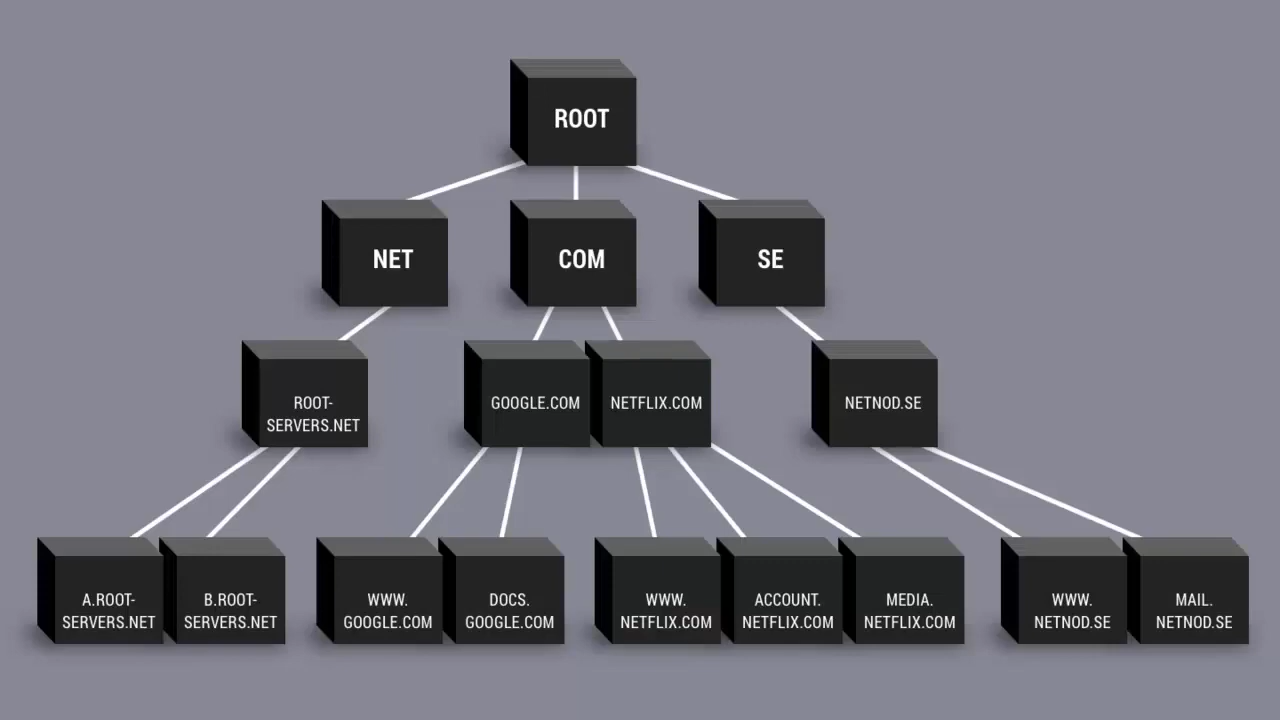 ROOT
NET
COM
SE
ROOT-
SERVERS.NET
GOOGLE.COM
NETFLIX.COM
NETNOD.SE
A.ROOT-
SERVERS.NET
B.ROOT-
SERVERS.NET
WWW.
GOOGLE.COM
DOCS.
GOOGLE.COM
WWW.
NETFLIX.COM
ACCOUNT.
NETFLIX.COM
MEDIA.
NETFLIX.COM
WWW.
NETNOD.SE
MAIL.
NETNOD.SE